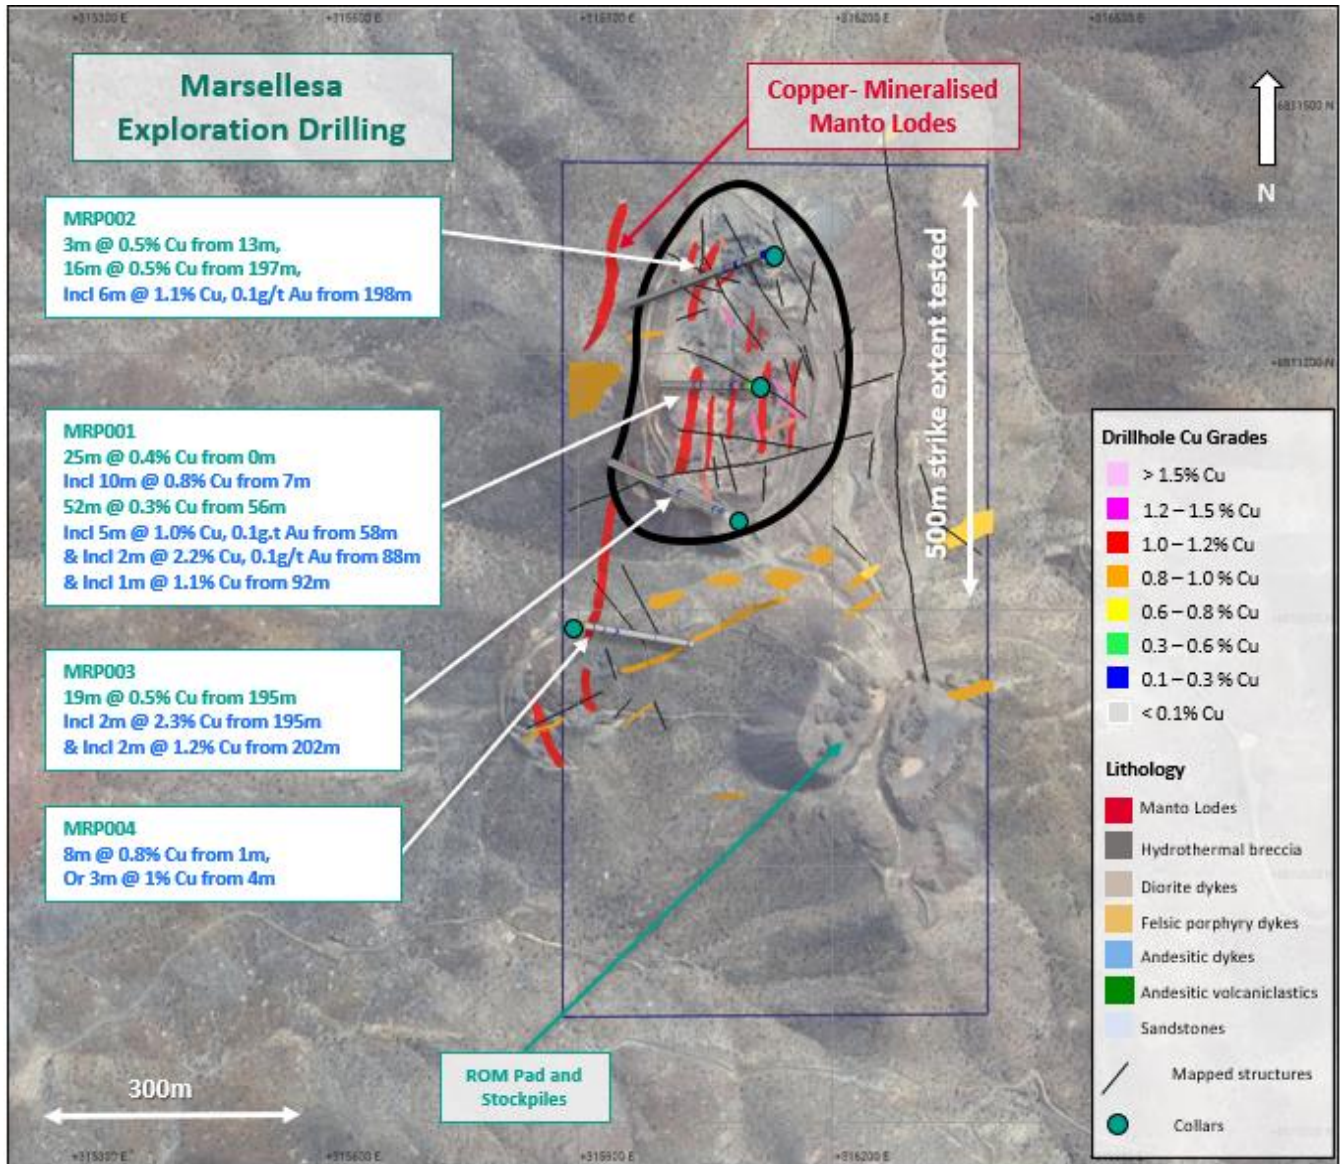 +315300 E
+315600 E
+316200 E
Marsellesa
Exploration Drilling
Copper- Mineralised
Manto Lodes
N
MRP002
3m @ 0.5% Cu from 13m,
16m @ 0.5% Cu from 197m,
Incl 6m @ 1.1% Cu, 0.1g/t Au from 198m
500m strike extent tested
MRP001
25m @ 0.4% Cu from 0m
Incl 10m @ 0.8% Cu from 7m
52m @ 0.3% Cu from 56m
Incl 5m @ 1.0% Cu, 0.1g.t Au from 58m
& Incl 2m @ 2.2% Cu, 0.1g/t Au from 88m
& Incl 1m @ 1.1% Cu from 92m
MRP003
19m @ 0.5% Cu from 195m
Incl 2m @ 2.3% Cu from 195m
& Incl 2m @ 1.2% Cu from 202m
MRP004
8m @ 0.8% Cu from 1m,
Or 3m @ 1% Cu from 4m
Drillhole Cu Grades
> 1.5% Cu
1.2 – 1.5 % Cu
1.0 – 1.2% Cu
0.8 – 1.0 % Cu
0.6 – 0.8 % Cu
0.3 – 0.6 % Cu
0.1 – 0.3 % Cu
< 0.1% Cu
Lithology
Manto Lodes
Hydrothermal breccia
Diorite dykes
Felsic porphyry dykes
Andesitic dykes
Andesitic volcaniclastics
Sandstones
Mapped structures
Collars
ROM Pad and
Stockpiles
300m
+315300 E
+315600 E
+315900 E
+316200 E